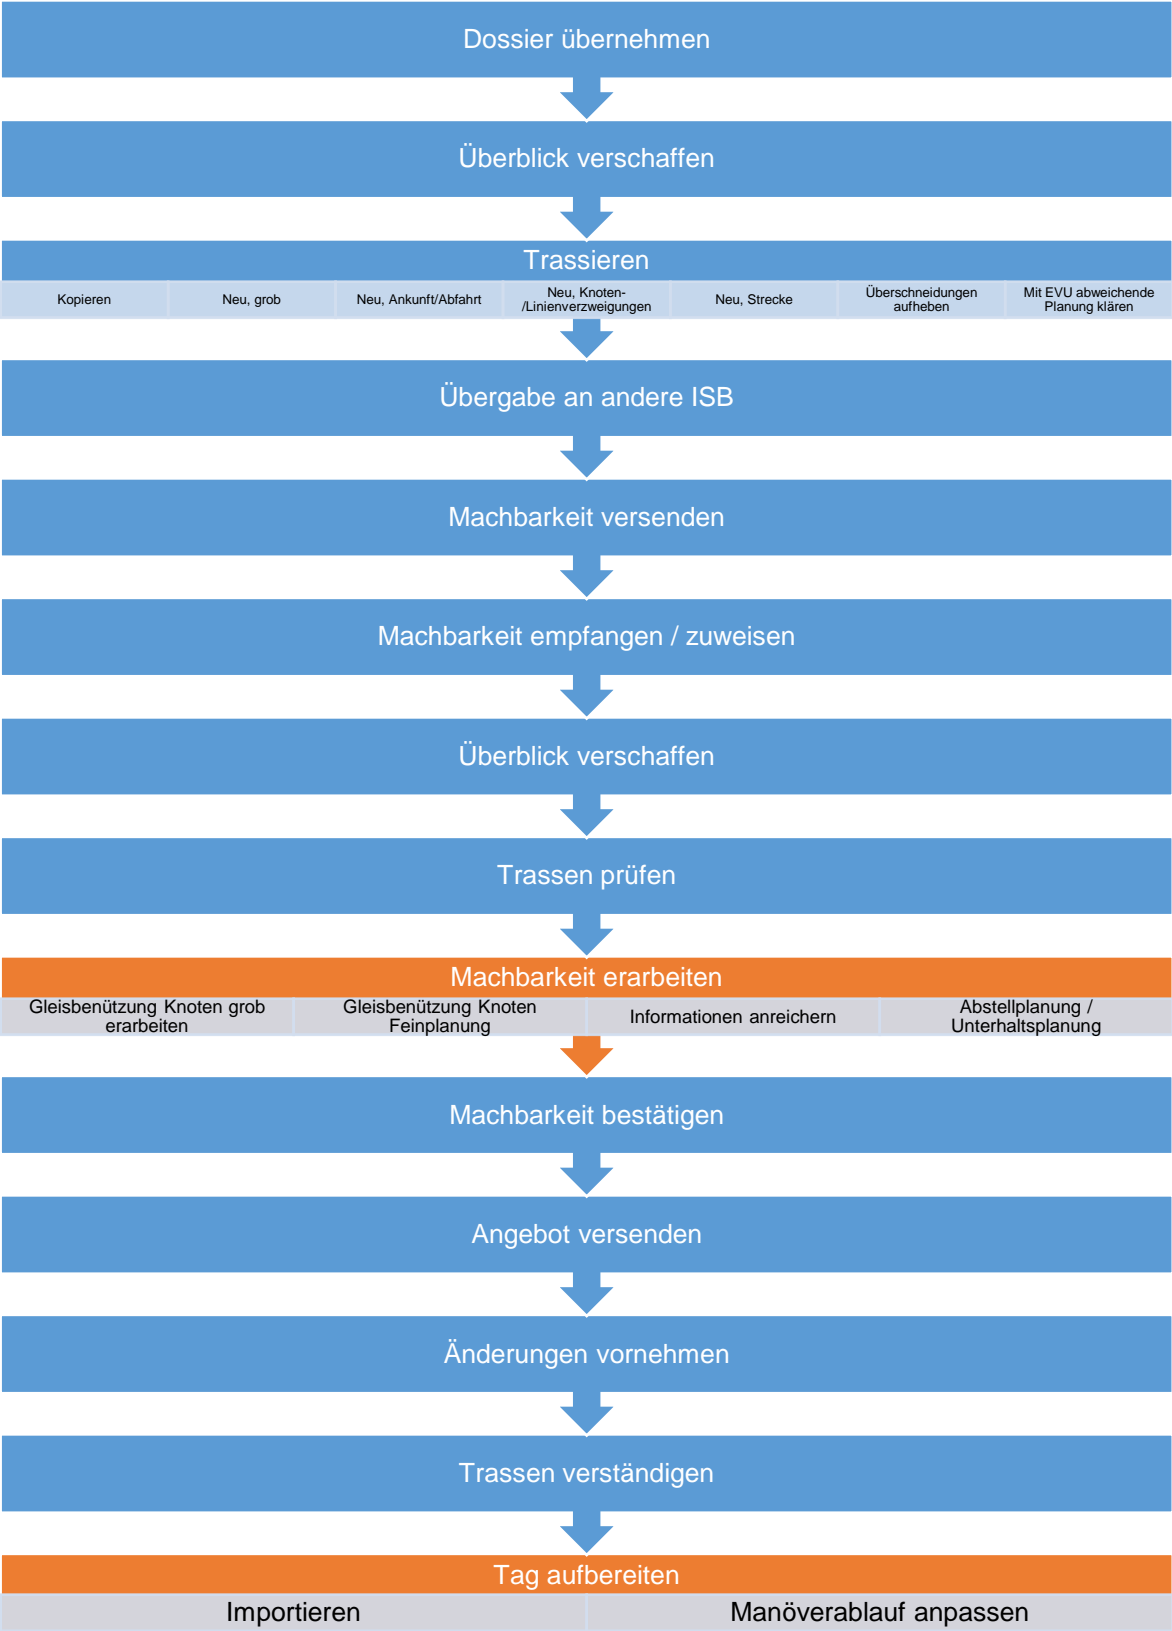 Dossier übernehmen
Überblick verschaffen
Trassieren
Kopieren
Neu, grob
Neu, Ankunft/Abfahrt
Neu, Knoten-
/Linienverzweigungen
Neu, Strecke
Überschneidungen
aufheben
Mit EVU abweichende
Planung klären
Übergabe an andere ISB
Machbarkeit versenden
Machbarkeit empfangen / zuweisen
Überblick verschaffen
Trassen prüfen
Machbarkeit erarbeiten
Gleisbenützung Knoten grob
erarbeiten
Gleisbenützung Knoten
Feinplanung
Informationen anreichern
Abstellplanung /
Unterhaltsplanung
Machbarkeit bestätigen
Angebot versenden
Änderungen vornehmen
Trassen verständigen
Tag aufbereiten
Importieren
Manöverablauf anpassen